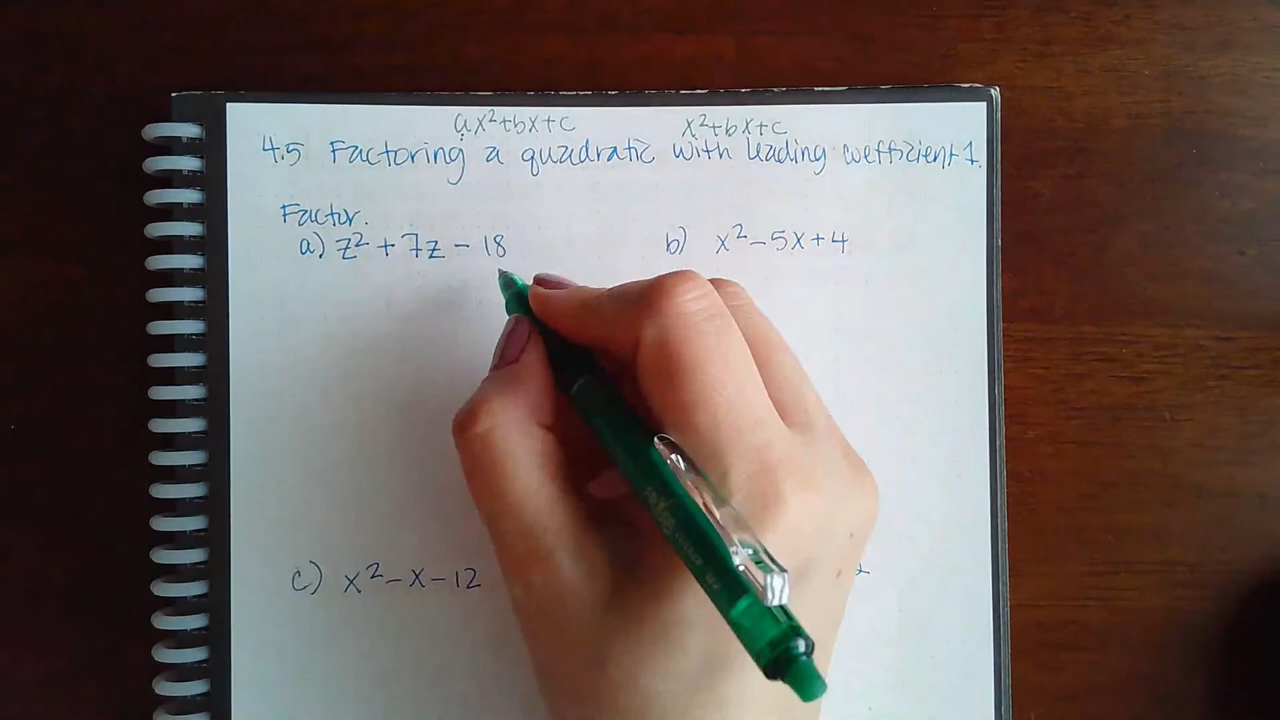 ax²+bx+c x²+bx+c
4.5 Factoring a quadratic with leading coefficient 1.
Factor.
a) z² + 7z - 18 b) x² - 5x + 4
c) x² - x - 12